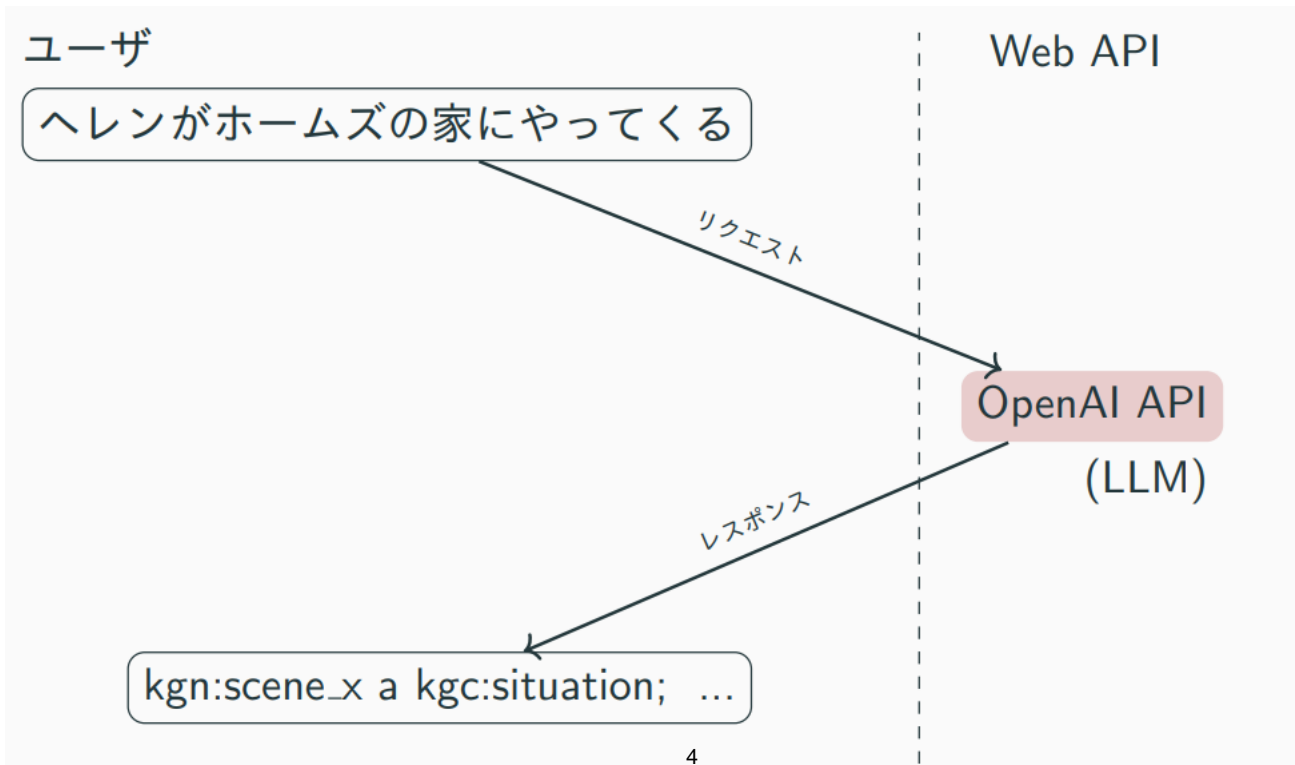 ユーザ
Web API
ヘレンがホームズの家にやってくる
リクエスト
OpenAI API
(LLM)
レスポンス
kgn:scene_x a kgc:situation; ...
4